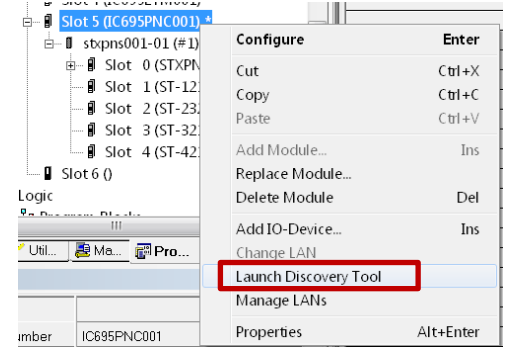 Slot 5 (IC695PNC001) *
stxpns001-01 (#1)
Slot 0 (STXPN
Slot 1 (ST-12
Slot 2 (ST-23
Slot 3 (ST-32
Slot 4 (ST-42
Slot 6 ()
Logic
Configure Enter
Cut Ctrl+X
Copy Ctrl+C
Paste Ctrl+V
Add Module... Ins
Replace Module...
Delete Module Del
Add IO-Device... Ins
Change LAN
Launch Discovery Tool
Manage LANs
Properties Alt+Enter
Util... Ma... Pro...
umber IC695PNC001